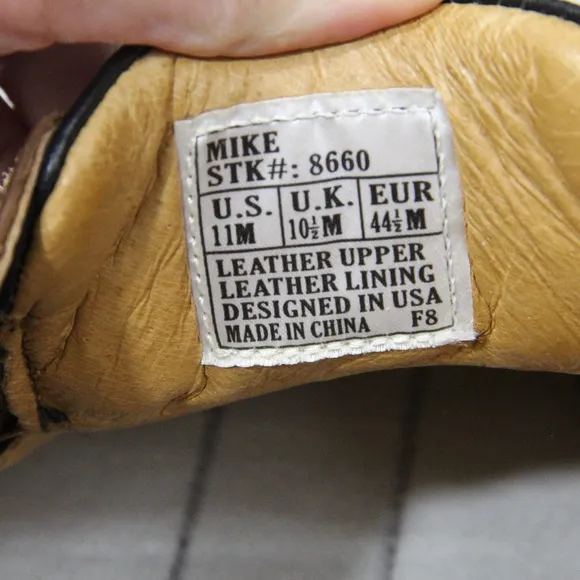 MIKE
STK#: 8660
U.S. U.K. EUR
11M 10½M 44½M
LEATHER UPPER
LEATHER LINING
DESIGNED IN USA
MADE IN CHINA F8